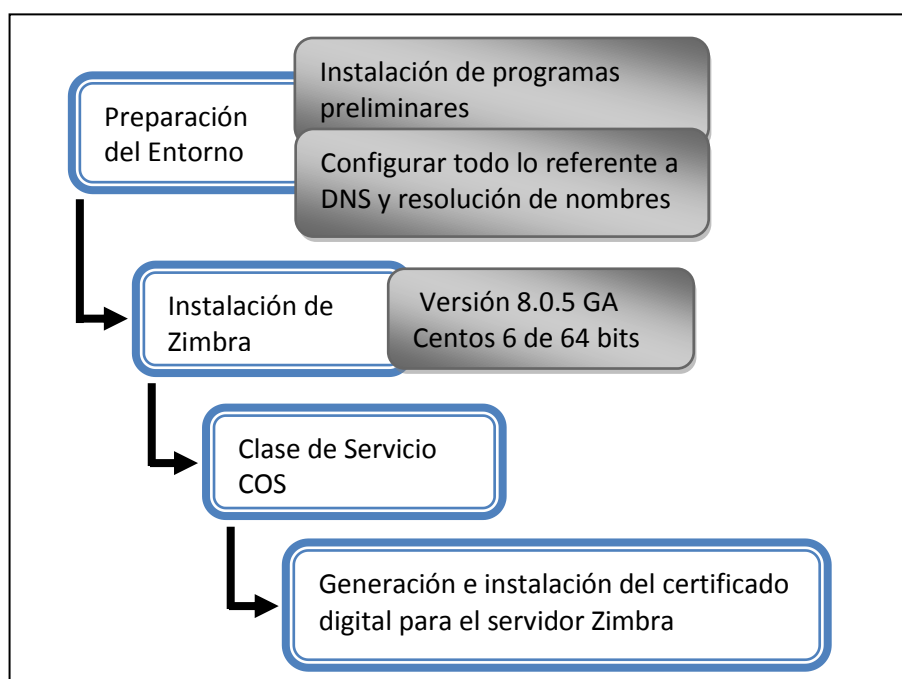 Preparación
del Entorno
Instalación de programas
preliminares
Configurar todo lo referente a
DNS y resolución de nombres
Instalación de
Zimbra
Versión 8.0.5 GA
Centos 6 de 64 bits
Clase de Servicio
COS
Generación e instalación del certificado
digital para el servidor Zimbra